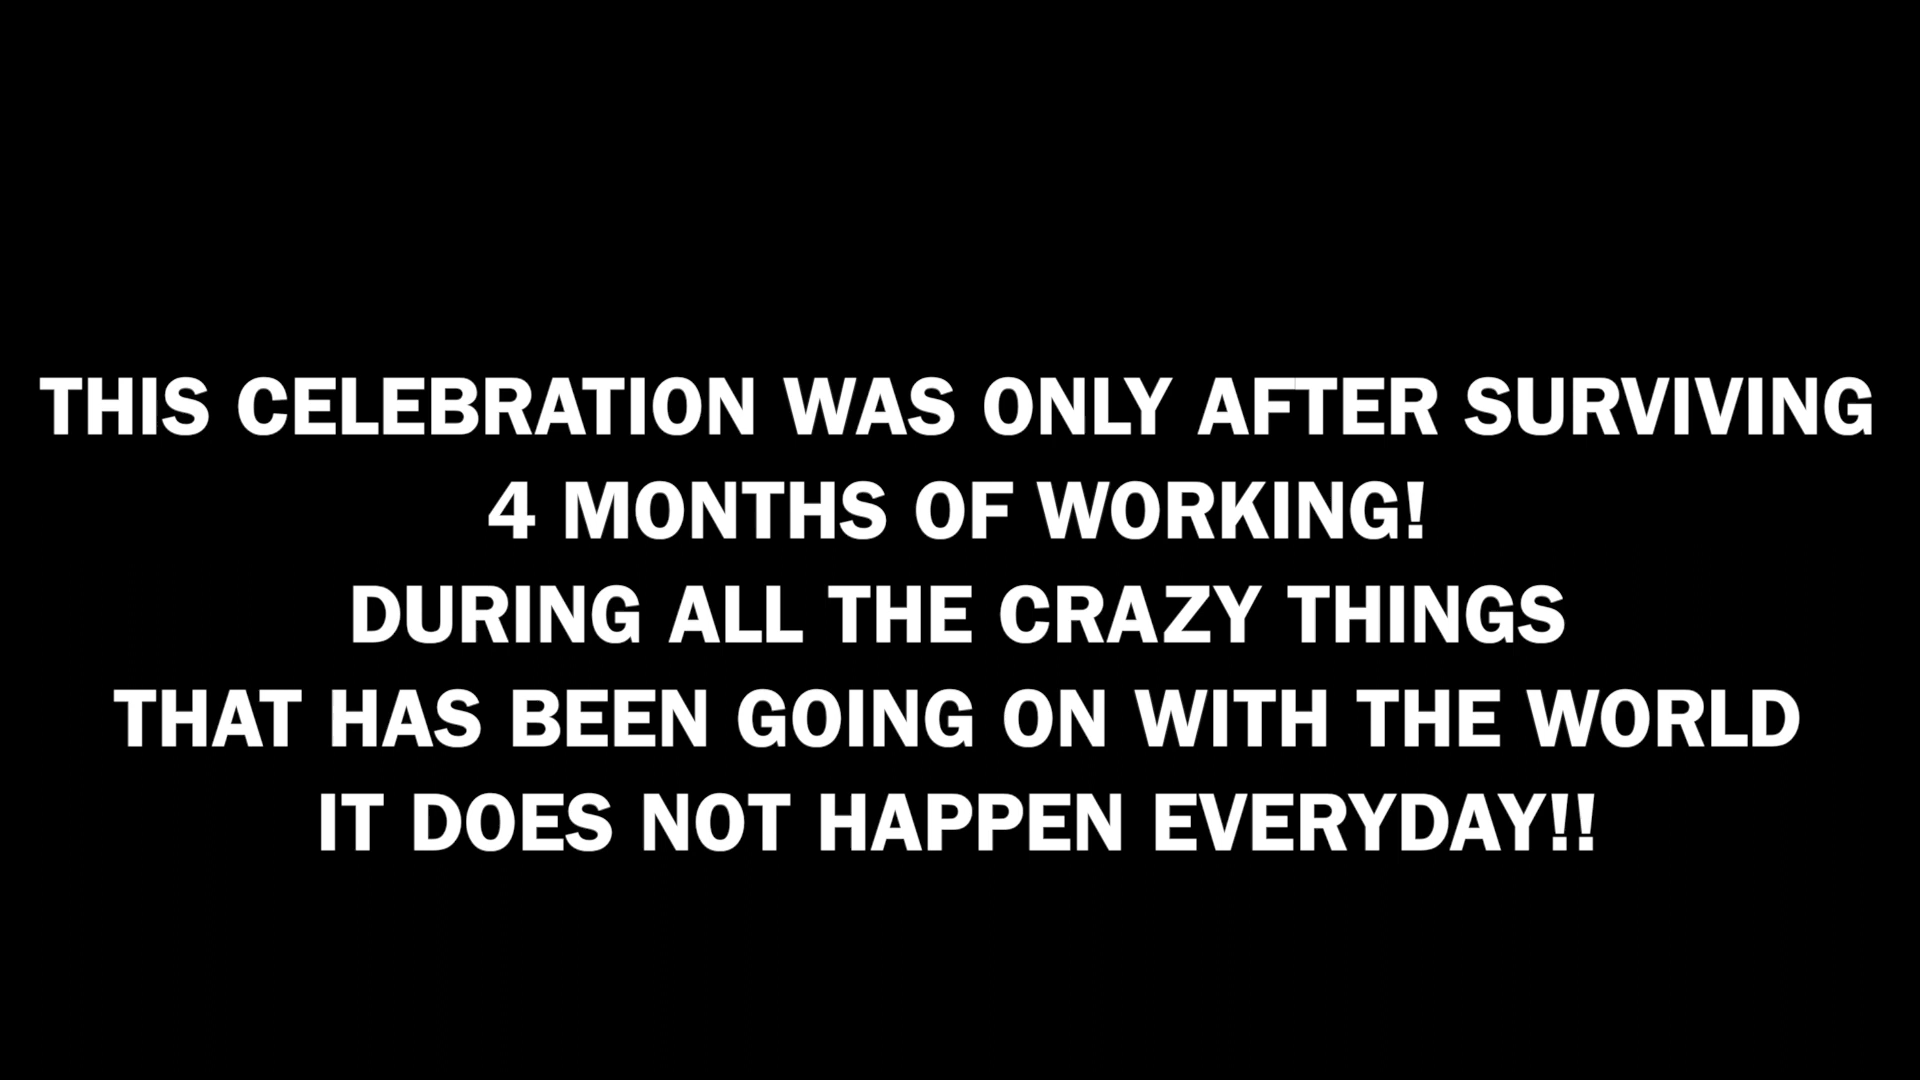 THIS CELEBRATION WAS ONLY AFTER SURVIVING
4 MONTHS OF WORKING!
DURING ALL THE CRAZY THINGS
THAT HAS BEEN GOING ON WITH THE WORLD
IT DOES NOT HAPPEN EVERYDAY!!